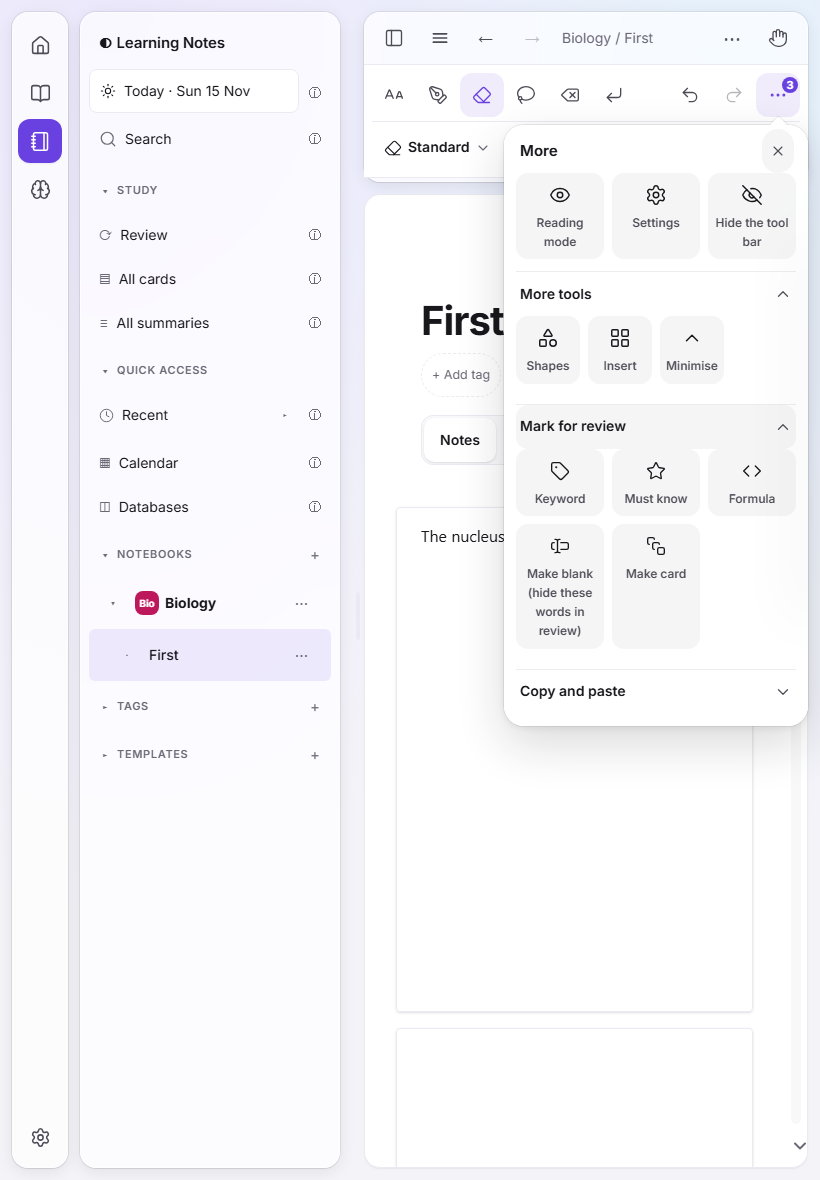 Learning Notes
Today · Sun 15 Nov
Search
STUDY
Review
All cards
All summaries
QUICK ACCESS
Recent
Calendar
Databases
NOTEBOOKS
Bio Biology
First
TAGS
TEMPLATES
Biology / First
AA
3
Standard
First
+ Add tag
Notes
The nucleus
More
Reading
mode
Settings
Hide the tool
bar
More tools
Shapes
Insert
Minimise
Mark for review
Keyword
Must know
Formula
Make blank
(hide these
words in
review)
Make card
Copy and paste